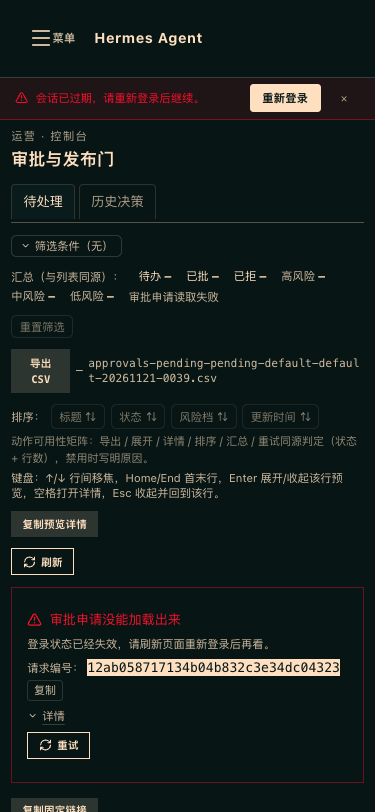 菜单 Hermes Agent
会话已过期，请重新登录后继续。 重新登录 ×
运营 · 控制台
审批与发布门
待处理 历史决策
筛选条件（无）
汇总（与列表同源）： 待办 — 已批 — 已拒 — 高风险 —
中风险 — 低风险 — 审批申请读取失败
重置筛选
导出 CSV
— approvals-pending-pending-default-defaul
t-20261121-0039.csv
排序： 标题 ⇅ 状态 ⇅ 风险档 ⇅ 更新时间 ⇅
动作可用性矩阵：导出 / 展开 / 详情 / 排序 / 汇总 / 重试同源判定（状态
+ 行数），禁用时写明原因。
键盘：↑/↓ 行间移焦，Home/End 首末行，Enter 展开/收起该行预
览，空格打开详情，Esc 收起并回到该行。
复制预览详情
刷新
审批申请没能加载出来
登录状态已经失效，请刷新页面重新登录后再看。
请求编号： 12ab058717134b04b832c3e34dc04323
复制
详情
重试
复制固定链接